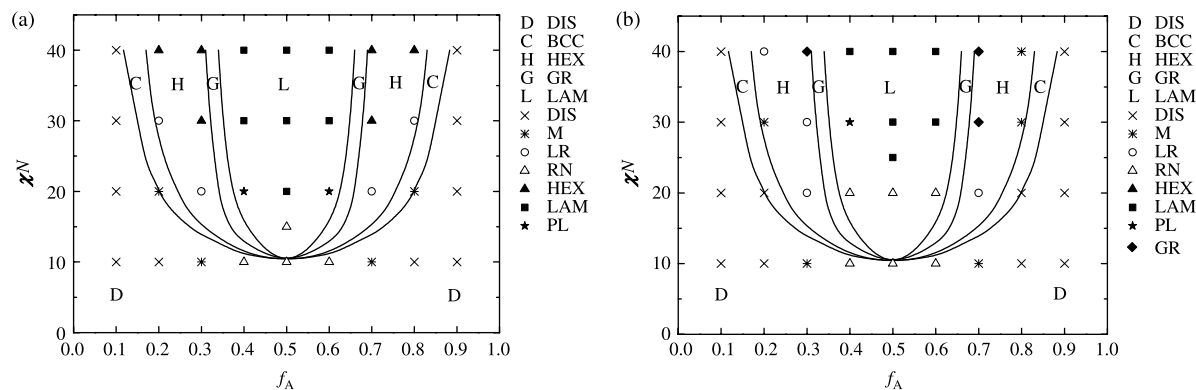 (a)
40
30
20
10
0
χN
0.0 0.1 0.2 0.3 0.4 0.5 0.6 0.7 0.8 0.9 1.0
f_A
C H G L G H C
D D
D DIS
C BCC
H HEX
G GR
L LAM
DIS
M
LR
RN
HEX
LAM
PL
(b)
40
30
20
10
0
χN
0.0 0.1 0.2 0.3 0.4 0.5 0.6 0.7 0.8 0.9 1.0
f_A
C H G L G H C
D D
D DIS
C BCC
H HEX
G GR
L LAM
DIS
M
LR
RN
HEX
LAM
PL
GR